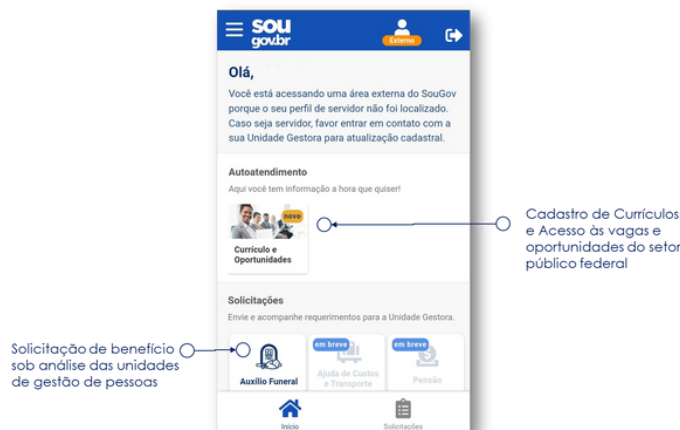 sou
gov.br
Externo
Olá,
Você está acessando uma área externa do SouGov
porque o seu perfil de servidor não foi localizado.
Caso seja servidor, favor entrar em contato com a
sua Unidade Gestora para atualização cadastral.
Autoatendimento
Aqui você tem informação a hora que quiser!
novo
Currículo e
Oportunidades
Cadastro de Currículos
e Acesso às vagas e
oportunidades do setor
público federal
Solicitações
Envie e acompanhe requerimentos para a Unidade Gestora.
Solicitação de benefício
sob análise das unidades
de gestão de pessoas
Auxílio Funeral
em breve
Ajuda de Custos
e Transporte
em breve
Pensão
Início
Solicitações